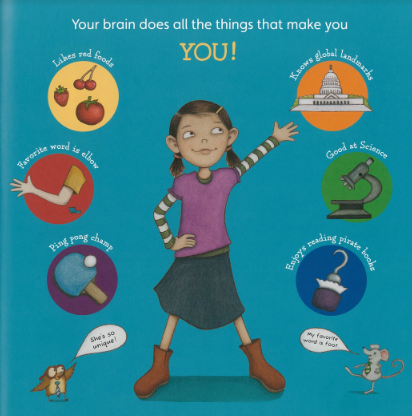 Your brain does all the things that make you
YOU!
Likes red foods
Knows global landmarks
Favorite word is elbow
Good at Science
Ping pong champ
Enjoys reading pirate books
She's so
unique!
My favorite
word is foot